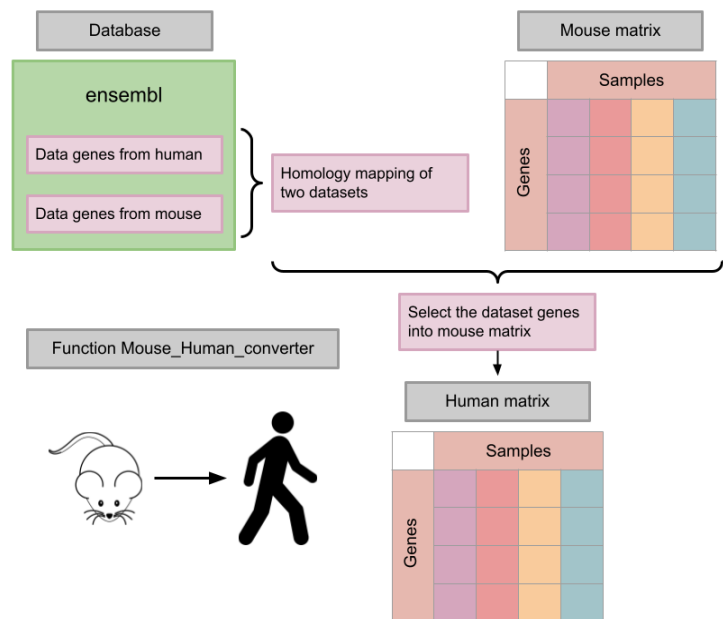 Database
Mouse matrix
ensembl
Samples
Data genes from human
Homology mapping of
two datasets
Genes
Data genes from mouse
Select the dataset genes
into mouse matrix
Function Mouse_Human_converter
Human matrix
Samples
Genes